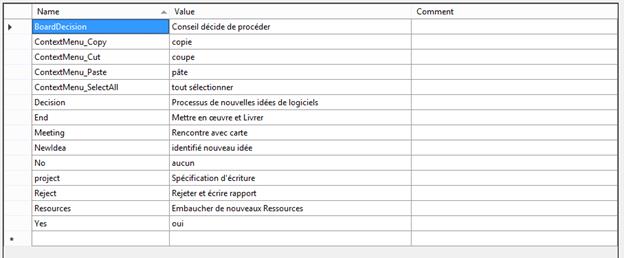 Name Value Comment
BoardDecision Conseil décide de procéder
ContextMenu_Copy copie
ContextMenu_Cut coupe
ContextMenu_Paste pâte
ContextMenu_SelectAll tout sélectionner
Decision Processus de nouvelles idées de logiciels
End Mettre en œuvre et Livrer
Meeting Rencontre avec carte
NewIdea identifié nouveau idée
No aucun
project Spécification d'écriture
Reject Rejeter et écrire rapport
Resources Embaucher de nouveaux Ressources
Yes oui
*